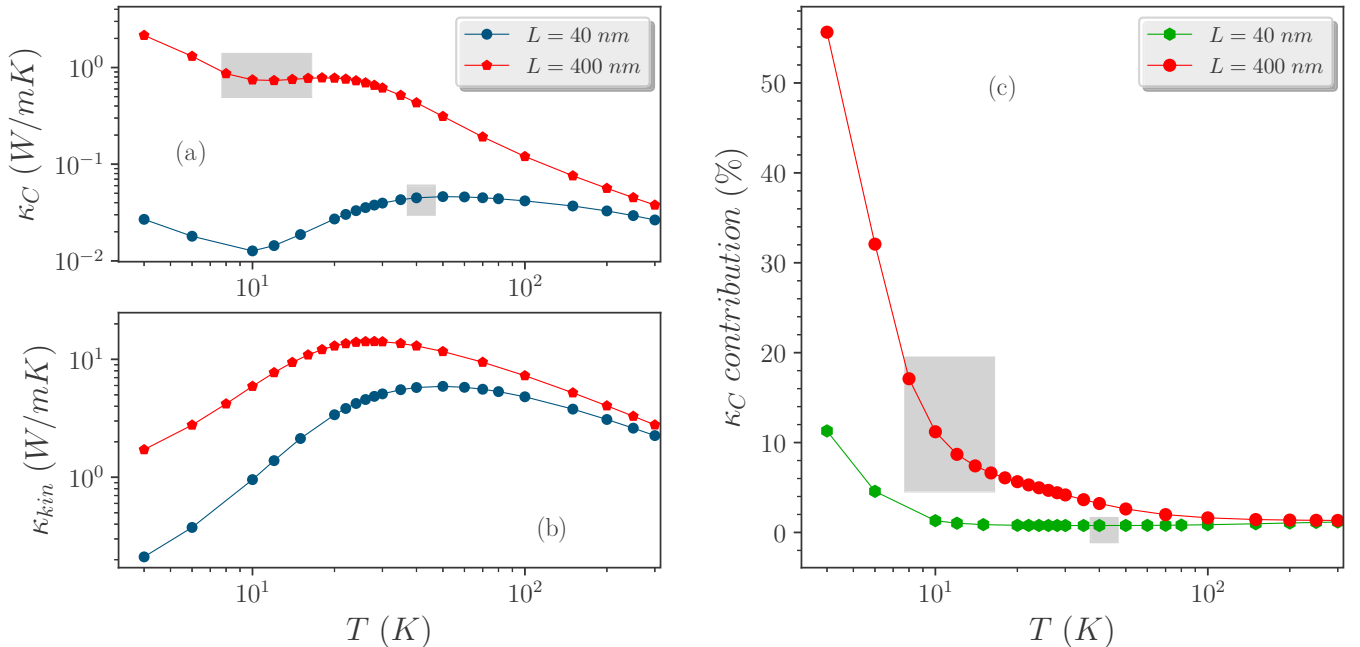 κ_C (W/mK)
10^0
10^−1
10^−2
10^1
10^2
(a)
L = 40 nm
L = 400 nm
κ_kin (W/mK)
10^1
10^0
10^1
10^2
(b)
T (K)
κ_C contribution (%)
50
40
30
20
10
0
10^1
10^2
(c)
L = 40 nm
L = 400 nm
T (K)